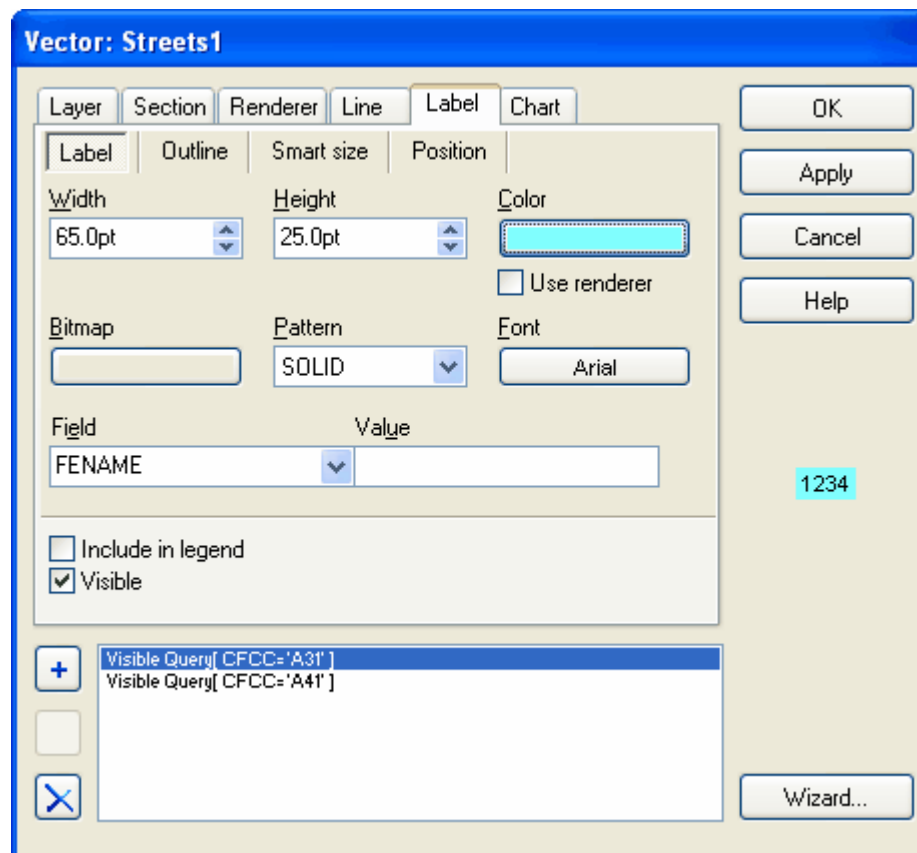 Vector: Streets1
Layer Section Renderer Line Label Chart
OK
Label Outline Smart size Position
Apply
Width Height Color
65.0pt 25.0pt
Cancel
Use renderer
Help
Bitmap Pattern Font
SOLID Arial
Field Value
FENAME
1234
Include in legend
Visible
+
Visible Query[ CFCC='A31' ]
Visible Query[ CFCC='A41' ]
Wizard...